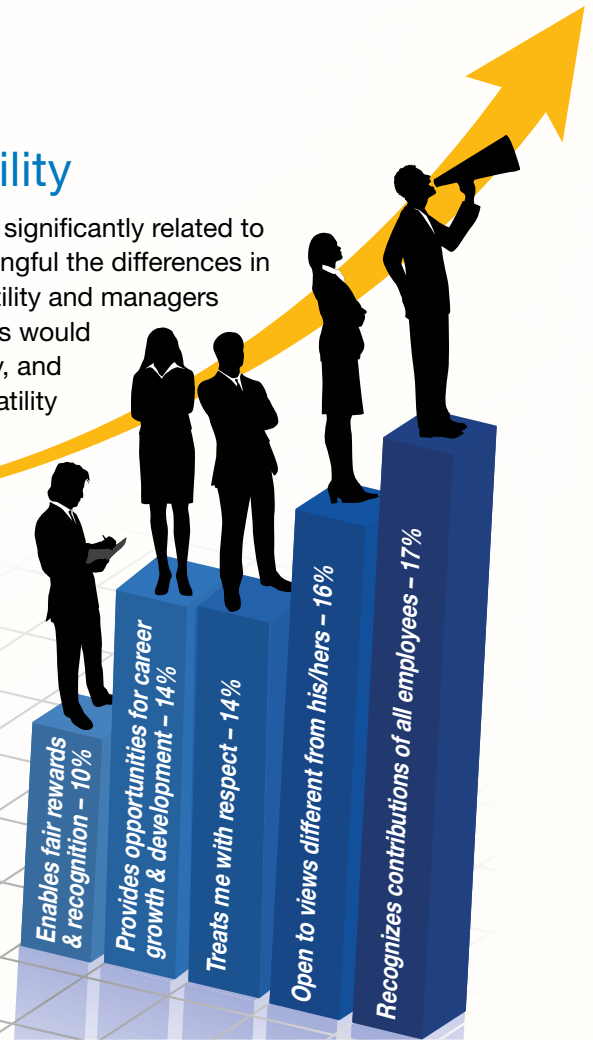 ility
significantly related to
ngful the differences in
tility and managers
s would
y, and
atility
Enables fair rewards
& recognition – 10%
Provides opportunities for career
growth & development – 14%
Treats me with respect – 14%
Open to views different from his/hers – 16%
Recognizes contributions of all employees – 17%